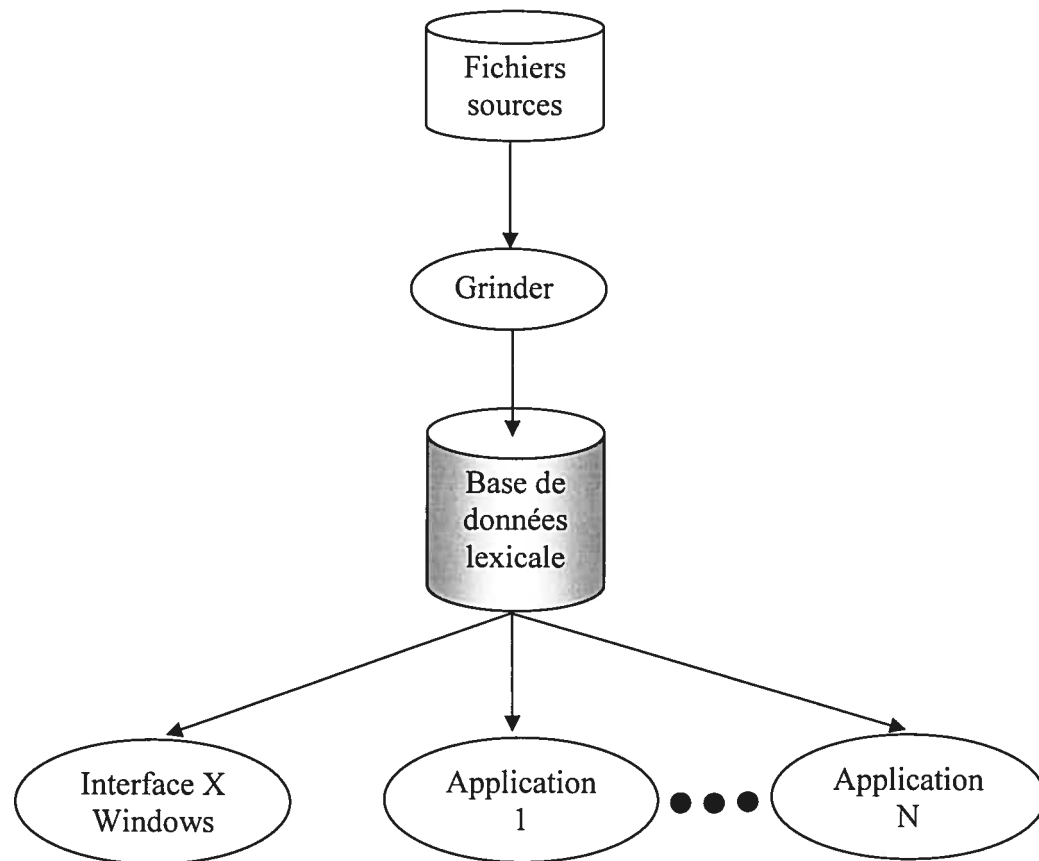 Fichiers
sources
Grinder
Base de
données
lexicale
Interface X
Windows
Application
1
Application
N